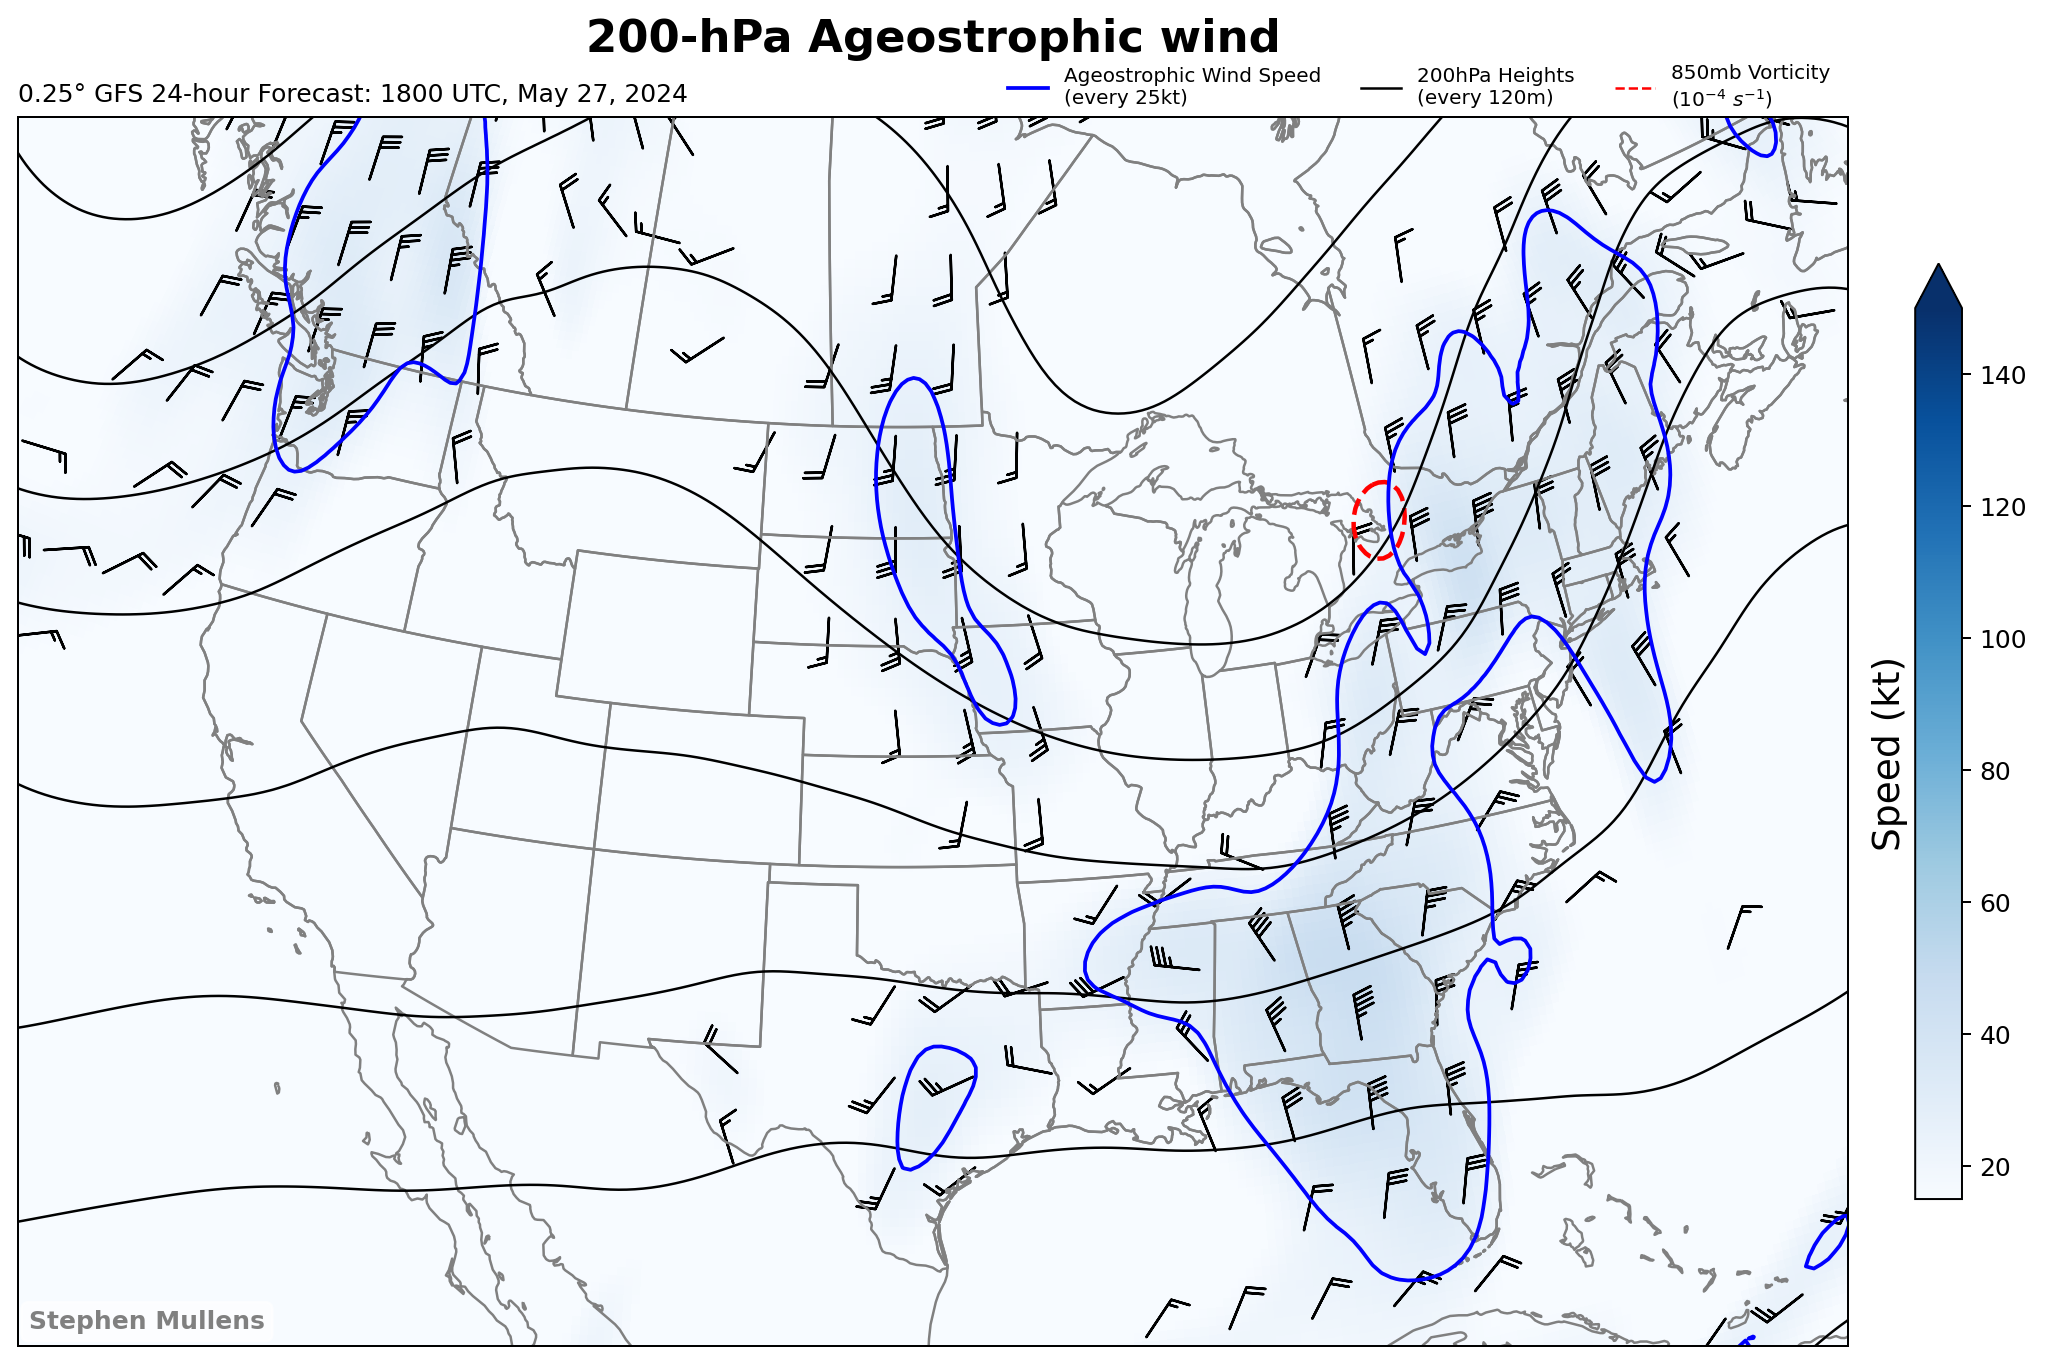 200-hPa Ageostrophic wind
0.25° GFS 24-hour Forecast: 1800 UTC, May 27, 2024
Ageostrophic Wind Speed
(every 25kt)
200hPa Heights
(every 120m)
850mb Vorticity
(10⁻⁴ s⁻¹)
140
120
100
80
60
40
20
Speed (kt)
Stephen Mullens